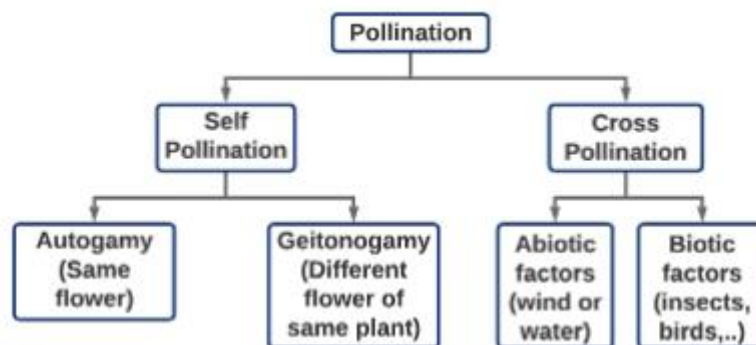 Pollination
Self
Pollination
Cross
Pollination
Autogamy
(Same
flower)
Geitonogamy
(Different
flower of
same plant)
Abiotic
factors
(wind or
water)
Biotic
factors
(insects,
birds,..)